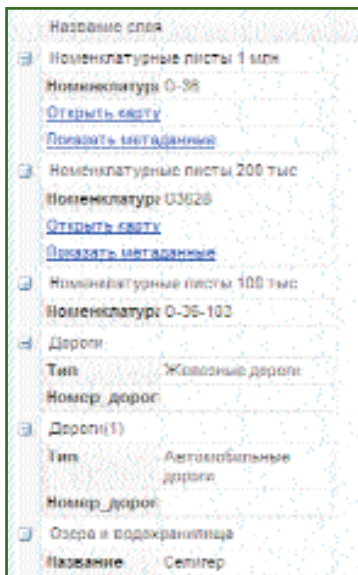 Название слоя
Номенклатурные листы 1 млн
Номенклатура O-36
Открыть карту
Показать метаданные
Номенклатурные листы 200 тыс
Номенклатура O3628
Открыть карту
Показать метаданные
Номенклатурные листы 100 тыс
Номенклатура O-36-103
Дороги
Тип Железные дороги
Номер_дорог
Дороги(1)
Тип Автомобильные
дороги
Номер_дорог
Озера и водохранилища
Название Селигер